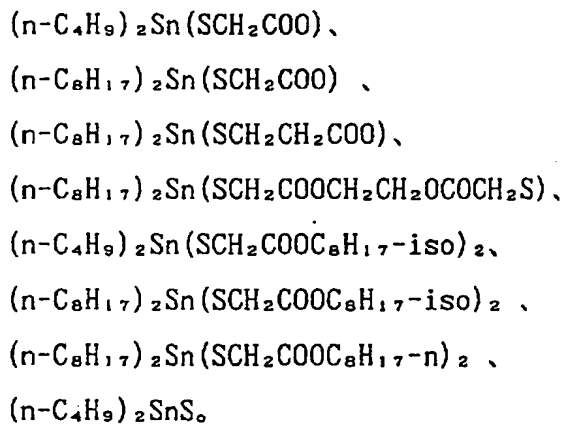 (n-C₄H₉)₂Sn(SCH₂COO)、
(n-C₈H₁₇)₂Sn(SCH₂COO) 、
(n-C₈H₁₇)₂Sn(SCH₂CH₂COO)、
(n-C₈H₁₇)₂Sn(SCH₂COOCH₂CH₂OCOCH₂S)、
(n-C₄H₉)₂Sn(SCH₂COOC₈H₁₇-iso)₂、
(n-C₈H₁₇)₂Sn(SCH₂COOC₈H₁₇-iso)₂ 、
(n-C₈H₁₇)₂Sn(SCH₂COOC₈H₁₇-n)₂ 、
(n-C₄H₉)₂SnS。